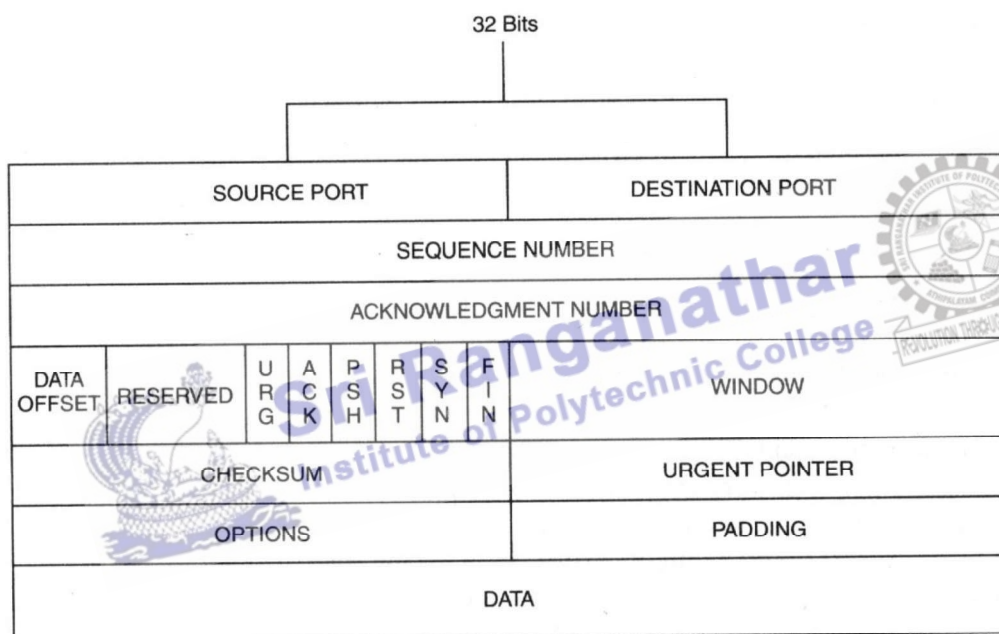 32 Bits
SOURCE PORT
DESTINATION PORT
SEQUENCE NUMBER
ACKNOWLEDGMENT NUMBER
DATA OFFSET
RESERVED
URG
ACK
PSH
RST
SYN
FIN
WINDOW
CHECKSUM
URGENT POINTER
OPTIONS
PADDING
DATA
Sri Ranganathar
Institute of Polytechnic College